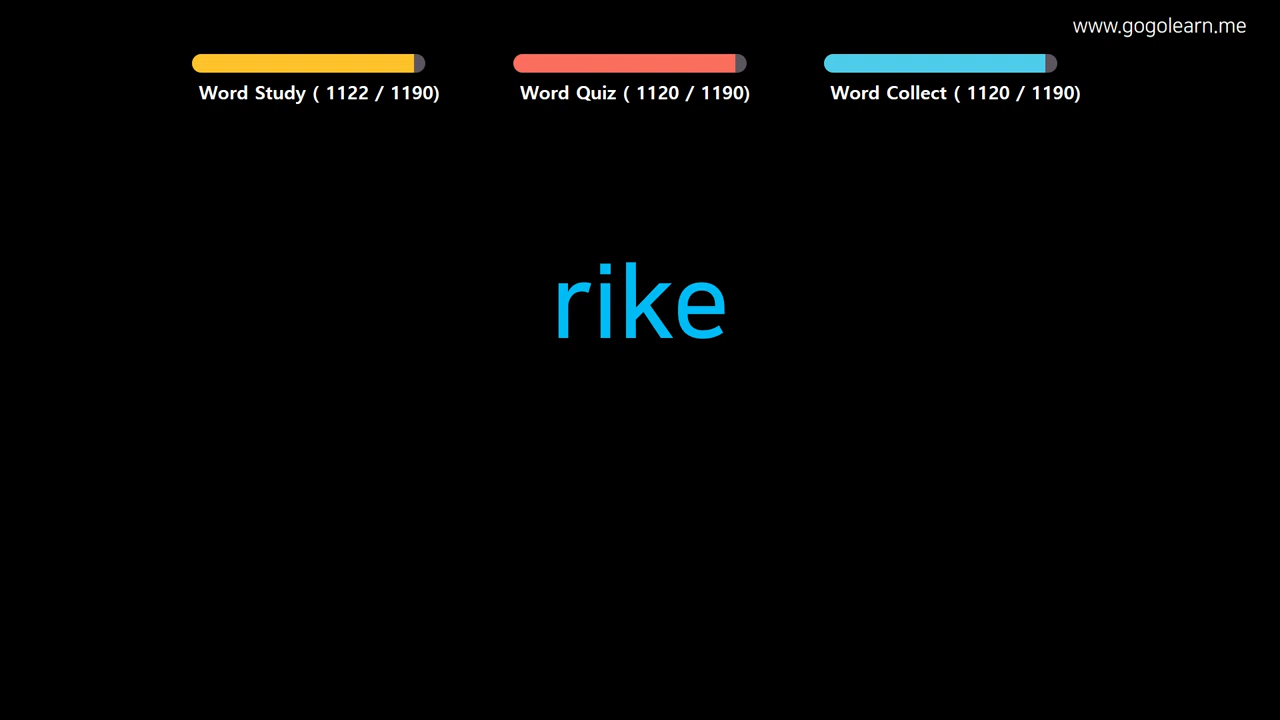 www.gogolearn.me
Word Study ( 1122 / 1190)
Word Quiz ( 1120 / 1190)
Word Collect ( 1120 / 1190)
rike